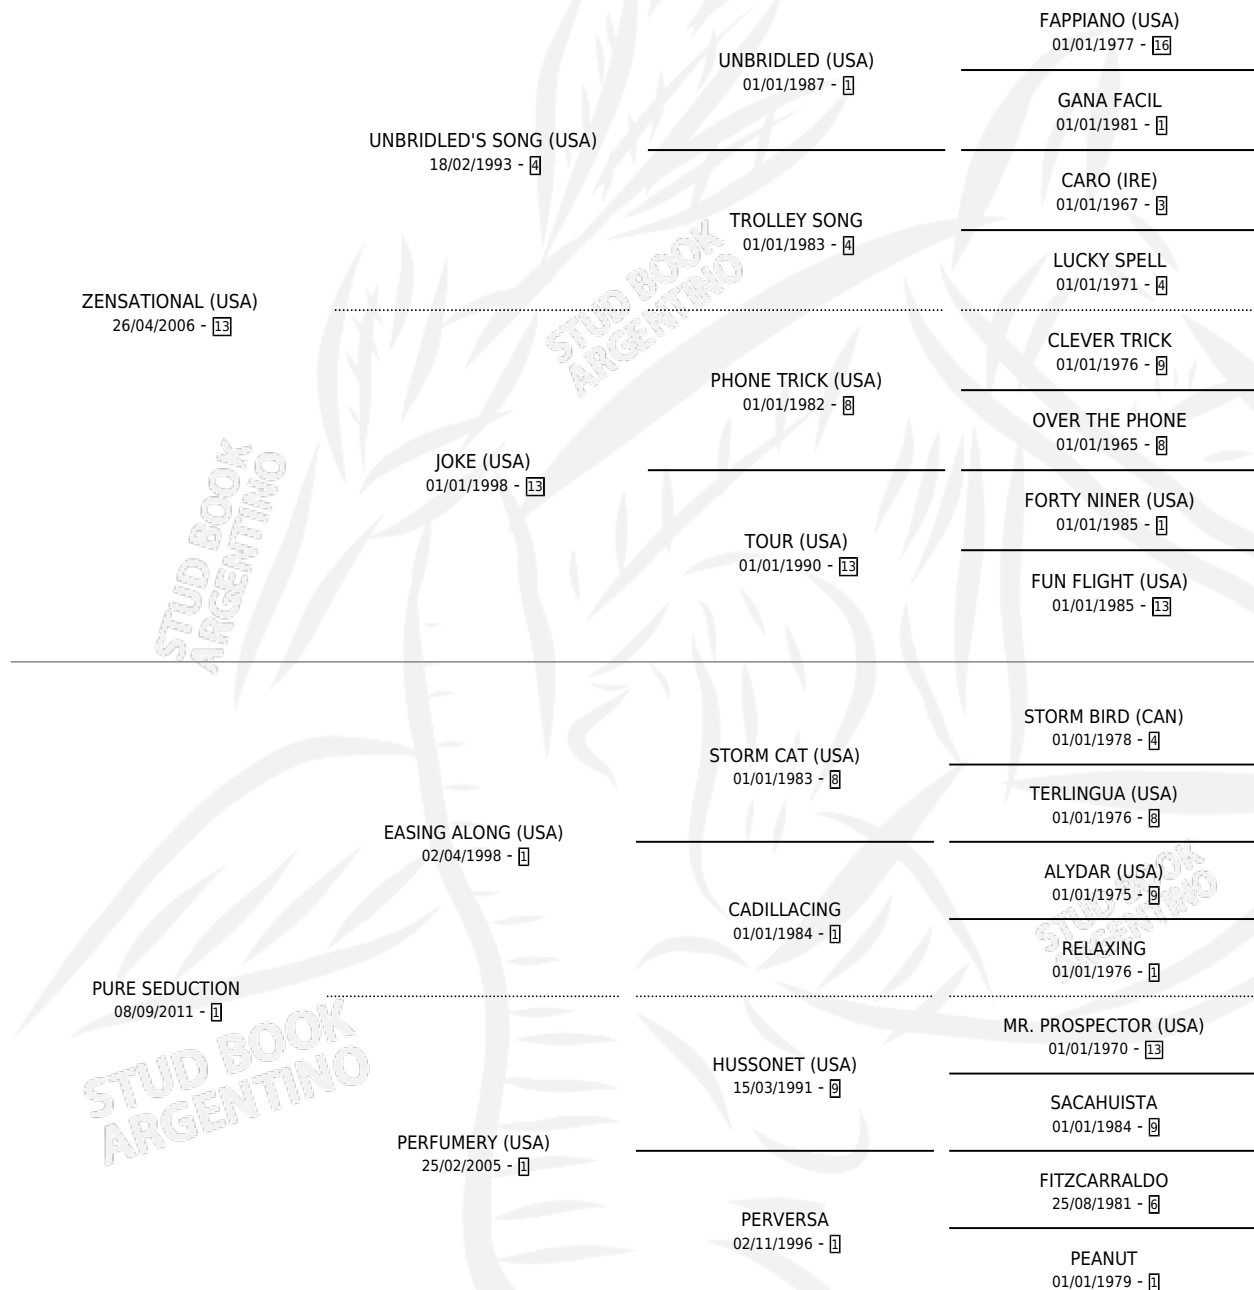 FAPPIANO (USA)
01/01/1977 - 16
UNBRIDLED (USA)
01/01/1987 - 1
GANA FACIL
01/01/1981 - 1
UNBRIDLED'S SONG (USA)
18/02/1993 - 4
CARO (IRE)
01/01/1967 - 3
TROLLEY SONG
01/01/1983 - 4
LUCKY SPELL
01/01/1971 - 4
ZENSATIONAL (USA)
26/04/2006 - 13
CLEVER TRICK
01/01/1976 - 9
PHONE TRICK (USA)
01/01/1982 - 8
OVER THE PHONE
01/01/1965 - 8
JOKE (USA)
01/01/1998 - 13
FORTY NINER (USA)
01/01/1985 - 1
TOUR (USA)
01/01/1990 - 13
FUN FLIGHT (USA)
01/01/1985 - 13
STORM BIRD (CAN)
01/01/1978 - 4
STORM CAT (USA)
01/01/1983 - 8
TERLINGUA (USA)
01/01/1976 - 8
EASING ALONG (USA)
02/04/1998 - 1
ALYDAR (USA)
01/01/1975 - 9
CADILLACING
01/01/1984 - 1
RELAXING
01/01/1976 - 1
PURE SEDUCTION
08/09/2011 - 1
MR. PROSPECTOR (USA)
01/01/1970 - 13
HUSSONET (USA)
15/03/1991 - 9
SACAHUISTA
01/01/1984 - 9
PERFUMERY (USA)
25/02/2005 - 1
FITZCARRALDO
25/08/1981 - 6
PERVERSA
02/11/1996 - 1
PEANUT
01/01/1979 - 1
STUD BOOK
ARGENTINO
STUD BOOK
ARGENTINO
STUD BOOK
ARGENTINO
STUD BOOK
ARGENTINO